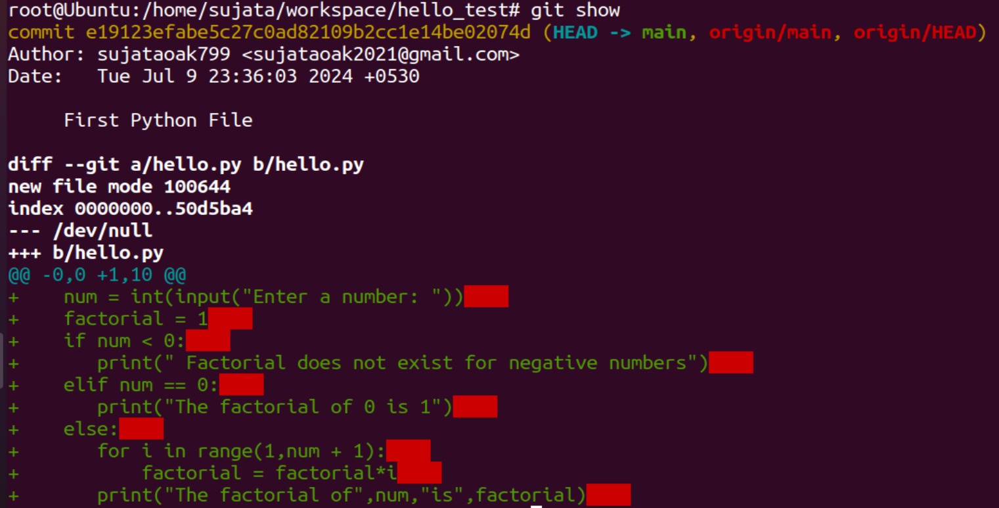 root@Ubuntu:/home/sujata/workspace/hello_test# git show
commit e19123efabe5c27c0ad82109b2cc1e14be02074d (HEAD -> main, origin/main, origin/HEAD)
Author: sujataoak799 <sujataoak2021@gmail.com>
Date:   Tue Jul 9 23:36:03 2024 +0530

     First Python File

diff --git a/hello.py b/hello.py
new file mode 100644
index 0000000..50d5ba4
--- /dev/null
+++ b/hello.py
@@ -0,0 +1,10 @@
+    num = int(input("Enter a number: "))
+    factorial = 1
+    if num < 0:
+       print(" Factorial does not exist for negative numbers")
+    elif num == 0:
+       print("The factorial of 0 is 1")
+    else:
+       for i in range(1,num + 1):
+           factorial = factorial*i
+       print("The factorial of",num,"is",factorial)